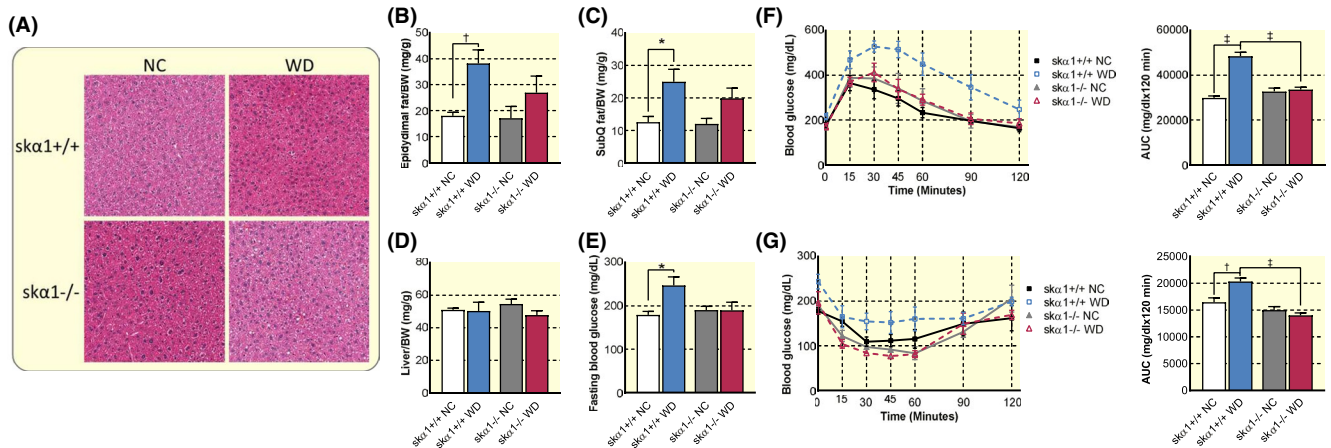 (A)
NC WD
skα1+/+
skα1-/-
(B)
Epidydimal fat/BW (mg/g)
50
40
30
20
10
0
†
skα1+/+ NC
skα1+/+ WD
skα1-/- NC
skα1-/- WD
(C)
SubQ fat/BW (mg/g)
40
30
20
10
0
*
skα1+/+ NC
skα1+/+ WD
skα1-/- NC
skα1-/- WD
(D)
Liver/BW (mg/g)
80
60
40
20
0
skα1+/+ NC
skα1+/+ WD
skα1-/- NC
skα1-/- WD
(E)
Fasting blood glucose (mg/dL)
300
200
100
0
*
skα1+/+ NC
skα1+/+ WD
skα1-/- NC
skα1-/- WD
(F)
Blood glucose (mg/dL)
600
400
200
0
0 15 30 45 60 90 120
Time (Minutes)
skα1+/+ NC
skα1+/+ WD
skα1-/- NC
skα1-/- WD
AUC (mg/dlx120 min)
60000
40000
20000
0
‡ ‡
skα1+/+ NC
skα1+/+ WD
skα1-/- NC
skα1-/- WD
(G)
Blood glucose (mg/dL)
300
200
100
0
0 15 30 45 60 90 120
Time (Minutes)
skα1+/+ NC
skα1+/+ WD
skα1-/- NC
skα1-/- WD
AUC (mg/dlx120 min)
25000
20000
15000
10000
5000
0
† ‡
skα1+/+ NC
skα1+/+ WD
skα1-/- NC
skα1-/- WD